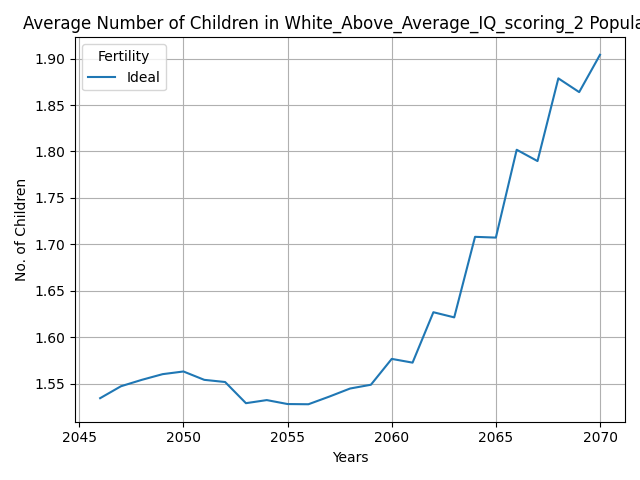 Average Number of Children in White_Above_Average_IQ_scoring_2 Popula
Fertility
Ideal
No. of Children
1.90
1.85
1.80
1.75
1.70
1.65
1.60
1.55
2045 2050 2055 2060 2065 2070
Years